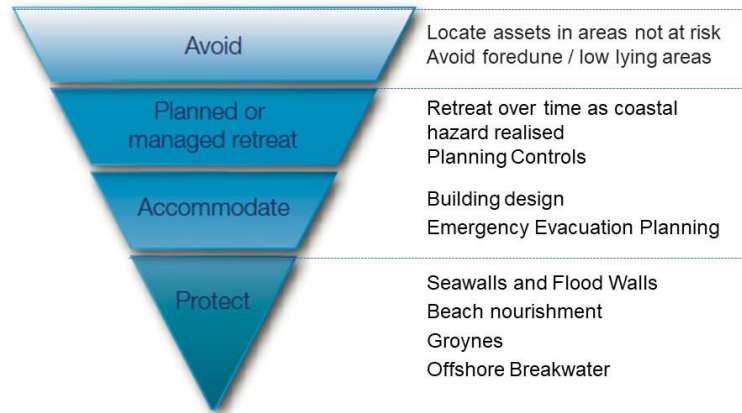 Avoid
Locate assets in areas not at risk
Avoid foredune / low lying areas
Planned or
managed retreat
Retreat over time as coastal
hazard realised
Planning Controls
Accommodate
Building design
Emergency Evacuation Planning
Protect
Seawalls and Flood Walls
Beach nourishment
Groynes
Offshore Breakwater